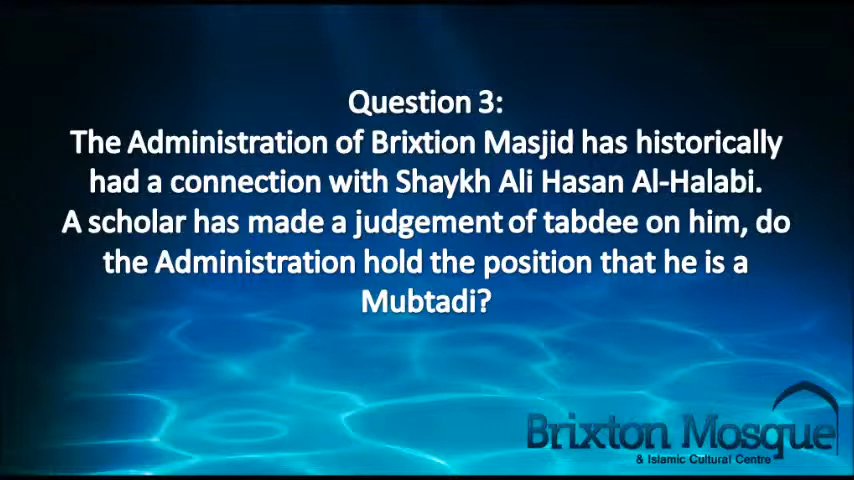 Question 3:
The Administration of Brixtion Masjid has historically
had a connection with Shaykh Ali Hasan Al-Halabi.
A scholar has made a judgement of tabdee on him, do
the Administration hold the position that he is a
Mubtadi?
Brixton Mosque
& Islamic Cultural Centre